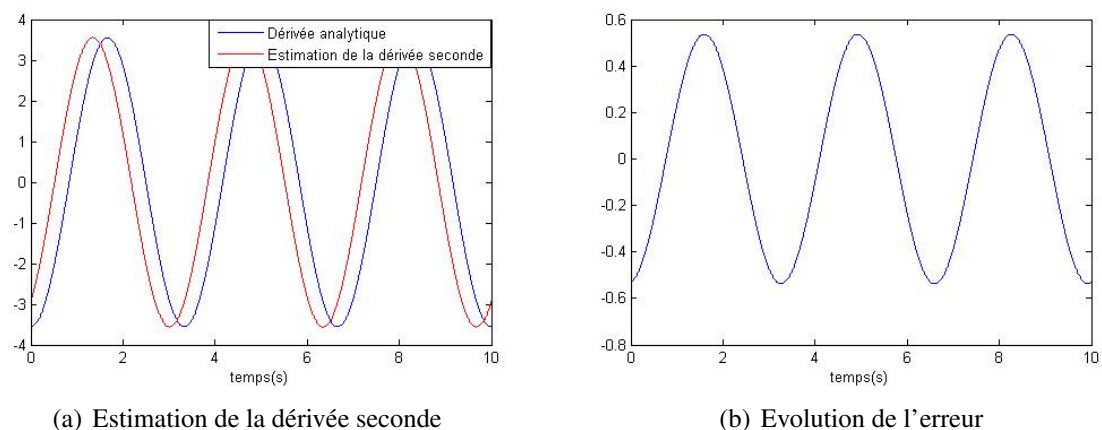 4
3
2
1
0
-1
-2
-3
-4
0 2 4 6 8 10
temps(s)
Dérivée analytique
Estimation de la dérivée seconde
(a) Estimation de la dérivée seconde
0.6
0.4
0.2
0
-0.2
-0.4
-0.6
-0.8
0 2 4 6 8 10
temps(s)
(b) Evolution de l'erreur